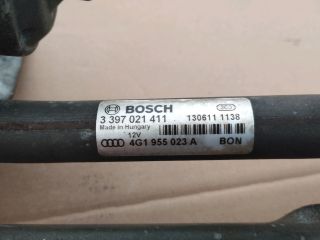 BOSCH
3 397 021 411 130611 1138
Made in Hungary
12V
4G1 955 023 A BON